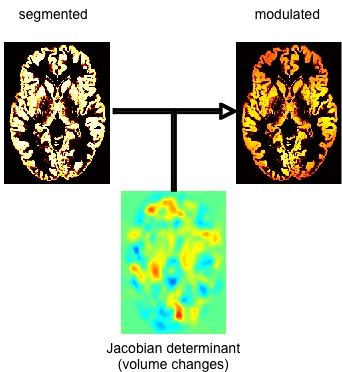 segmented
modulated
Jacobian determinant
(volume changes)